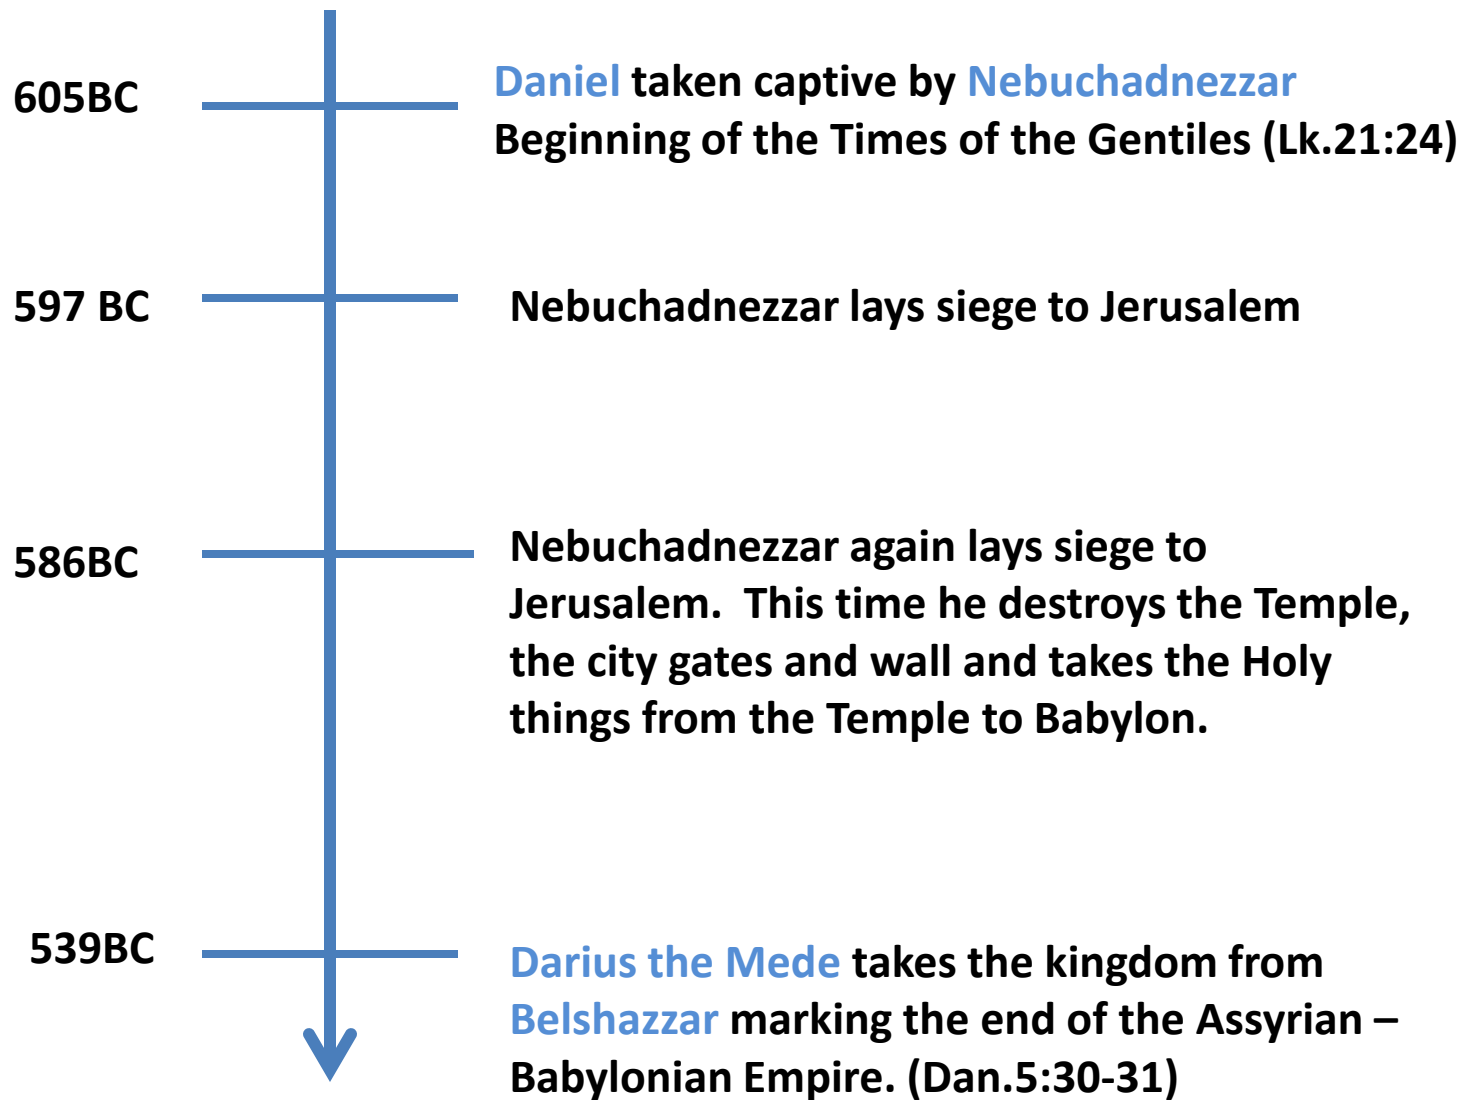 605BC
Daniel taken captive by Nebuchadnezzar
Beginning of the Times of the Gentiles (Lk.21:24)
597 BC
Nebuchadnezzar lays siege to Jerusalem
586BC
Nebuchadnezzar again lays siege to
Jerusalem.  This time he destroys the Temple,
the city gates and wall and takes the Holy
things from the Temple to Babylon.
539BC
Darius the Mede takes the kingdom from
Belshazzar marking the end of the Assyrian –
Babylonian Empire. (Dan.5:30-31)